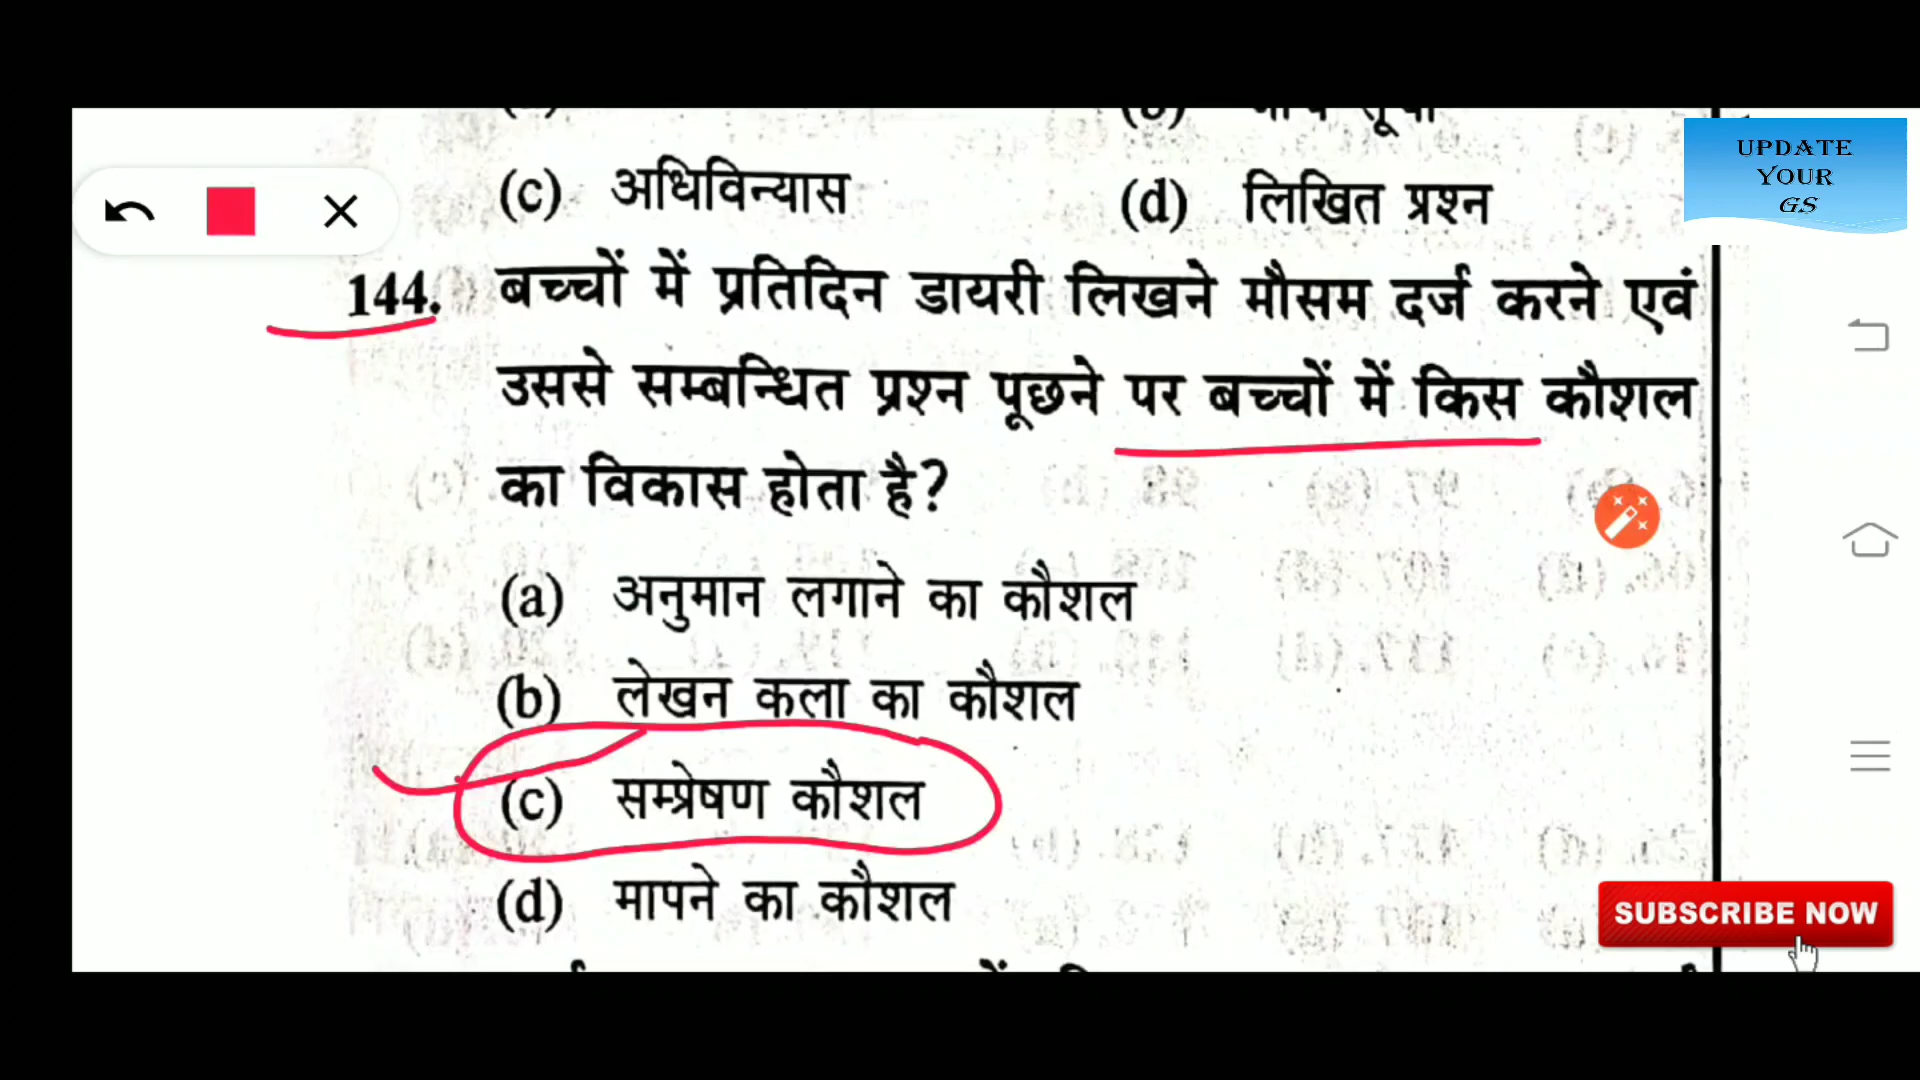 (c) अधिविन्यास (d) लिखित प्रश्न
UPDATE
YOUR
GS
144. बच्चों में प्रतिदिन डायरी लिखने मौसम दर्ज करने एवं
उससे सम्बन्धित प्रश्न पूछने पर बच्चों में किस कौशल
का विकास होता है?
(a) अनुमान लगाने का कौशल
(b) लेखन कला का कौशल
(c) सम्प्रेषण कौशल
(d) मापने का कौशल
SUBSCRIBE NOW